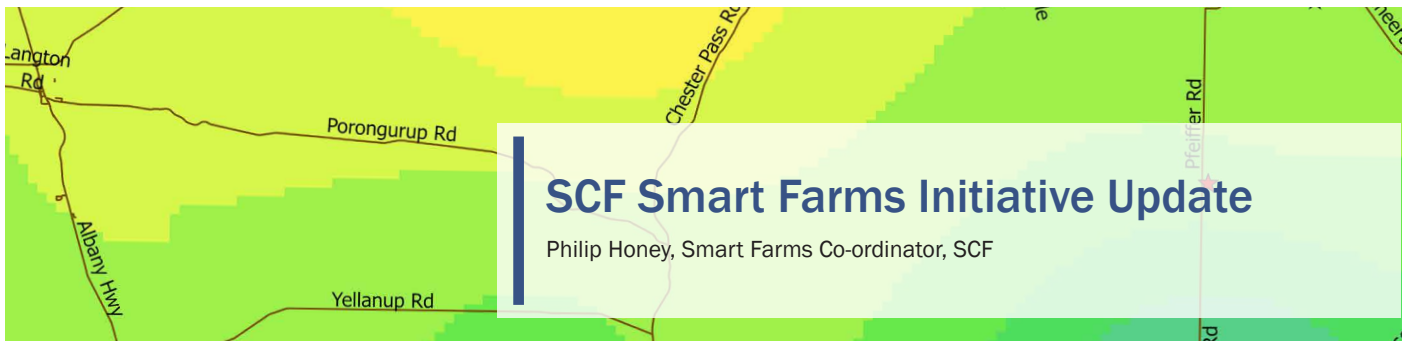 Langton
Rd
Porongurup Rd
Chester Pass Rd
Pfeiffer Rd
SCF Smart Farms Initiative Update
Philip Honey, Smart Farms Co-ordinator, SCF
Albany Hwy
Yellanup Rd
Rd